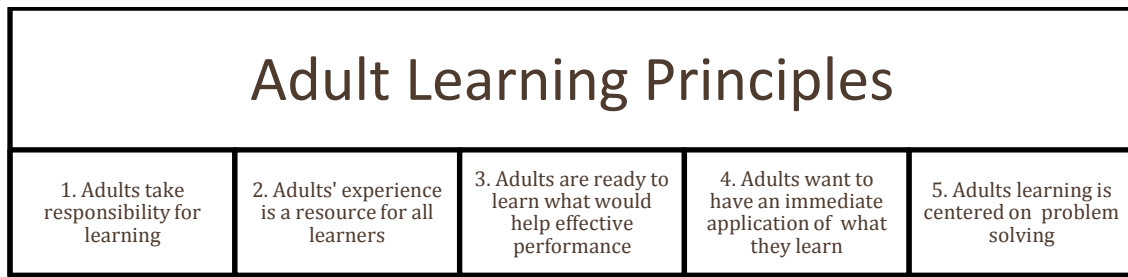 Adult Learning Principles
1. Adults take
responsibility for
learning
2. Adults' experience
is a resource for all
learners
3. Adults are ready to
learn what would
help effective
performance
4. Adults want to
have an immediate
application of  what
they learn
5. Adults learning is
centered on  problem
solving